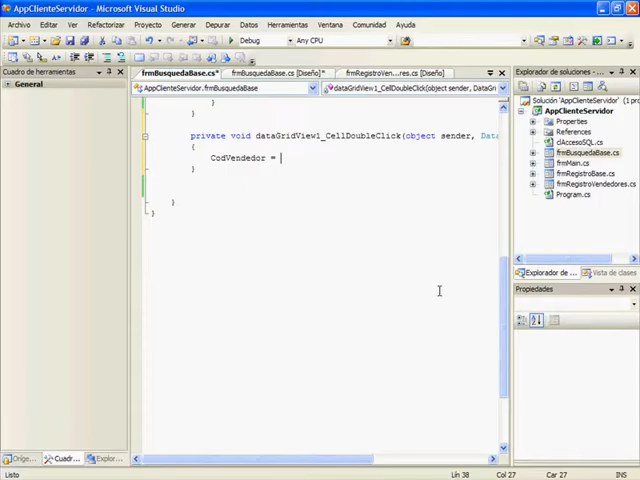 AppClienteServidor - Microsoft Visual Studio
Archivo Editar Ver Refactorizar Proyecto Generar Depurar Datos Herramientas Ventana Comunidad Ayuda
Debug Any CPU
Cuadro de herramientas
General
frmBusquedaBase.cs* frmBusquedaBase.cs [Diseño]* frmRegistroVen...res.cs [Diseño]
AppClienteServidor.frmBusquedaBase dataGridView1_CellDoubleClick(object sender, DataGri
}
}
private void dataGridView1_CellDoubleClick(object sender, Data
{
CodVendedor =
}
}
}
Explorador de soluciones -
Solución 'AppClienteServidor' (1 pro
AppClienteServidor
Properties
References
clAccesoSQL.cs
frmBusquedaBase.cs
frmMain.cs
frmRegistroBase.cs
frmRegistroVendedores.cs
Program.cs
Explorador de ... Vista de clases
Propiedades
Oríge... Cuadr... Explor...
Listo Lín 38 Col 27 Car 27 INS